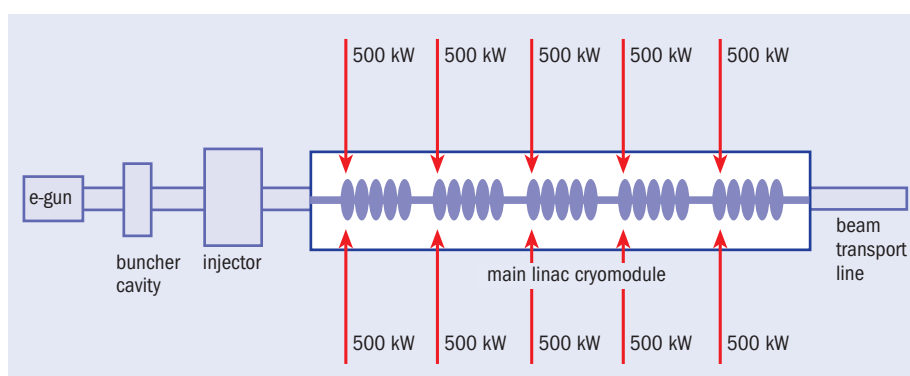 500 kW 500 kW 500 kW 500 kW 500 kW
e-gun
buncher
cavity
injector
main linac cryomodule
beam
transport
line
500 kW 500 kW 500 kW 500 kW 500 kW